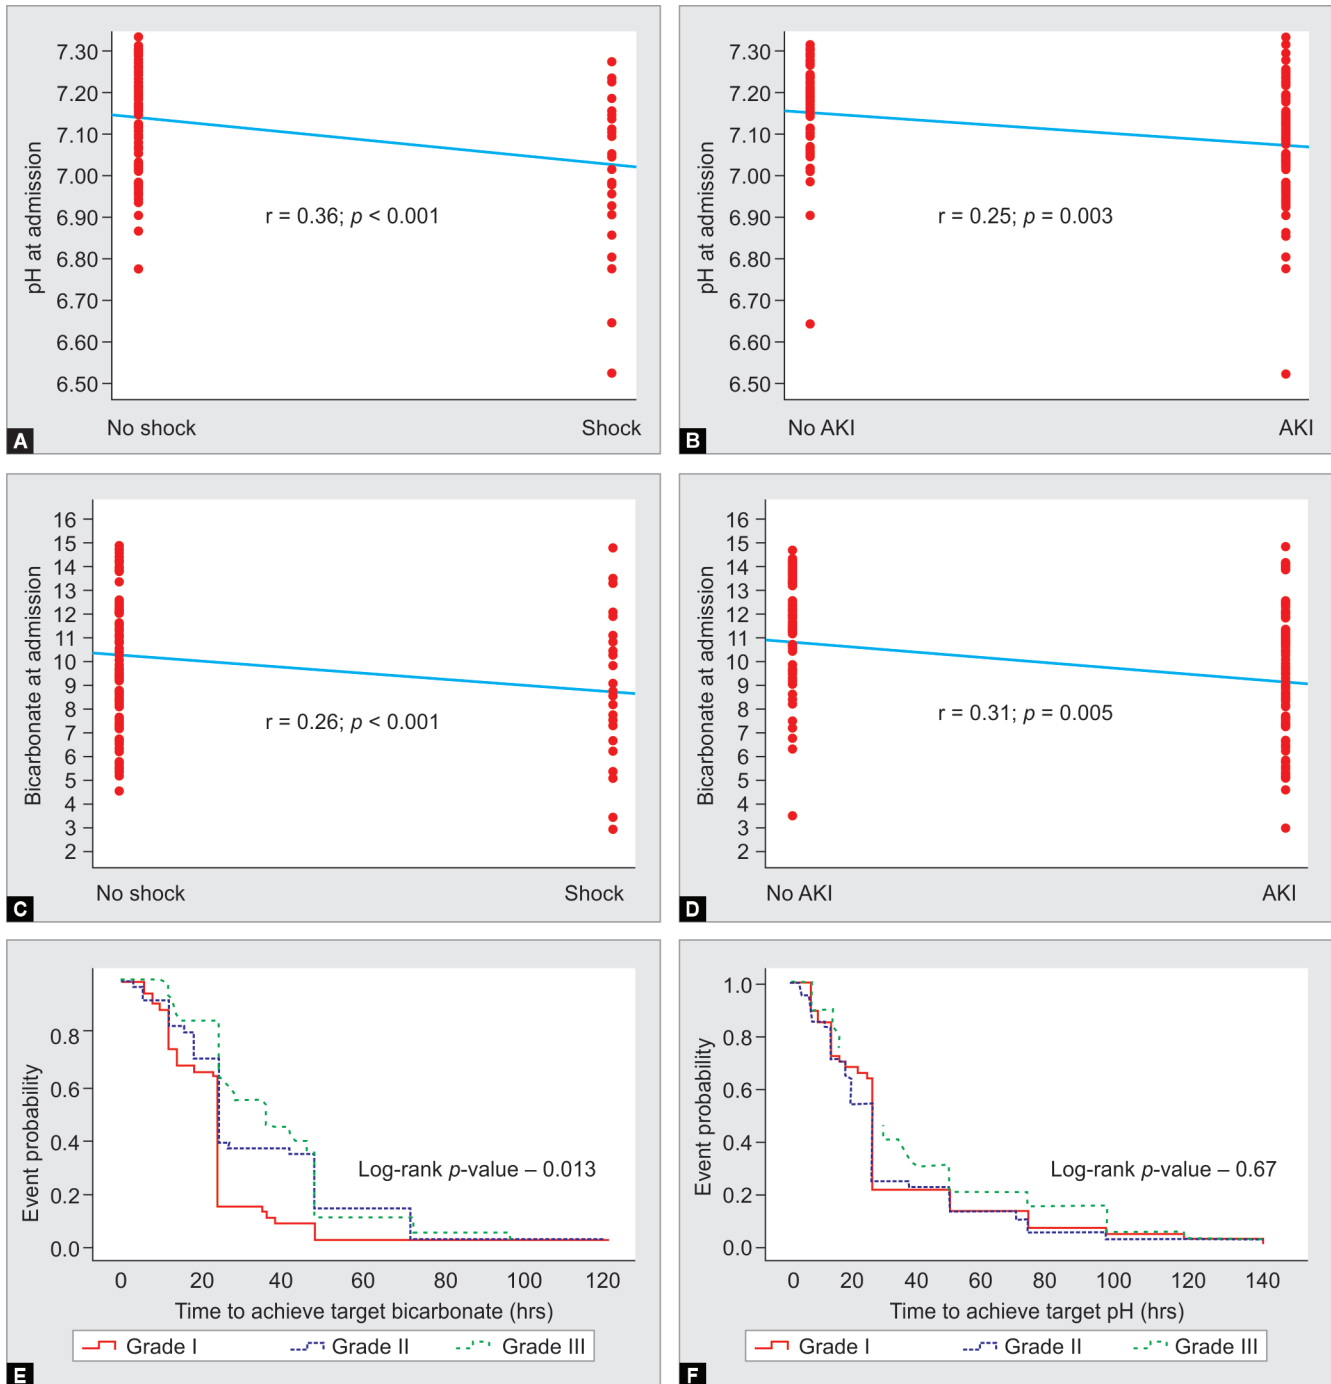 pH at admission
7.30
7.20
7.10
7.00
6.90
6.80
6.70
6.60
6.50
r = 0.36; p < 0.001
No shock
Shock
A
pH at admission
7.30
7.20
7.10
7.00
6.90
6.80
6.70
6.60
6.50
r = 0.25; p = 0.003
No AKI
AKI
B
Bicarbonate at admission
16
15
14
13
12
11
10
9
8
7
6
5
4
3
2
r = 0.26; p < 0.001
No shock
Shock
C
Bicarbonate at admission
16
15
14
13
12
11
10
9
8
7
6
5
4
3
2
r = 0.31; p = 0.005
No AKI
AKI
D
Event probability
0.8
0.6
0.4
0.2
0.0
Log-rank p-value – 0.013
0 20 40 60 80 100 120
Time to achieve target bicarbonate (hrs)
Grade I Grade II Grade III
E
Event probability
1.0
0.8
0.6
0.4
0.2
0.0
Log-rank p-value – 0.67
0 20 40 60 80 100 120 140
Time to achieve target pH (hrs)
Grade I Grade II Grade III
F